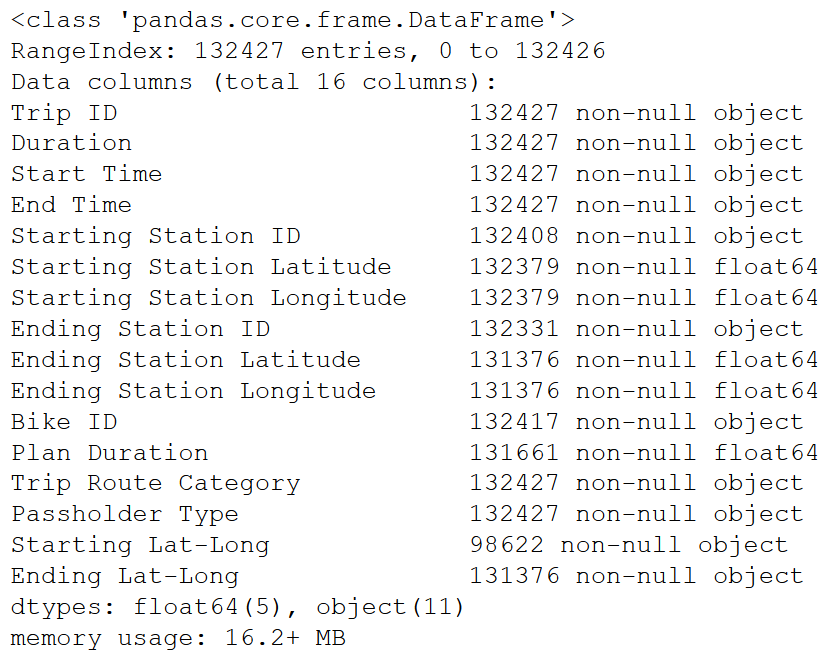 <class 'pandas.core.frame.DataFrame'>
RangeIndex: 132427 entries, 0 to 132426
Data columns (total 16 columns):
Trip ID                       132427 non-null object
Duration                      132427 non-null object
Start Time                    132427 non-null object
End Time                      132427 non-null object
Starting Station ID           132408 non-null object
Starting Station Latitude     132379 non-null float64
Starting Station Longitude    132379 non-null float64
Ending Station ID             132331 non-null object
Ending Station Latitude       131376 non-null float64
Ending Station Longitude      131376 non-null float64
Bike ID                       132417 non-null object
Plan Duration                 131661 non-null float64
Trip Route Category           132427 non-null object
Passholder Type               132427 non-null object
Starting Lat-Long             98622 non-null object
Ending Lat-Long               131376 non-null object
dtypes: float64(5), object(11)
memory usage: 16.2+ MB